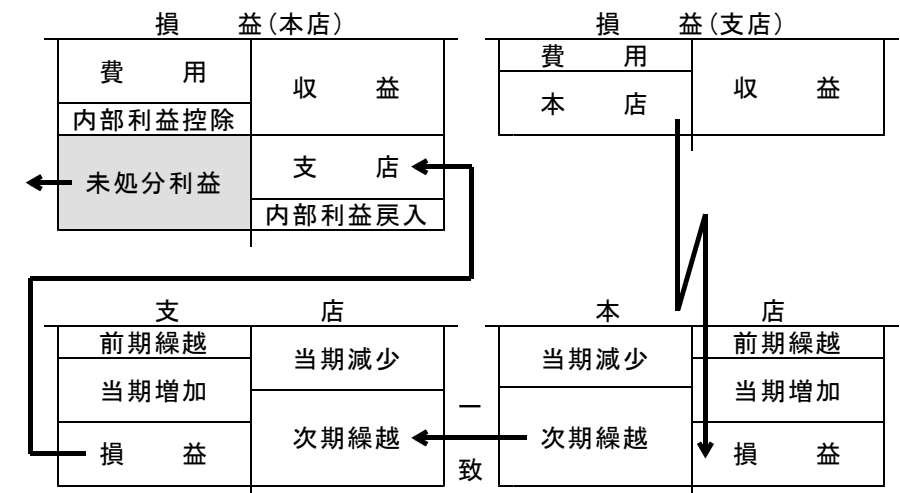 損　益(本店)
費　用
収　益
内部利益控除
未処分利益
支　店
内部利益戻入
損　益(支店)
費　用
本　店
収　益
支　店
前期繰越
当期増加
損　益
当期減少
次期繰越
一
致
本　店
当期減少
次期繰越
前期繰越
当期増加
損　益